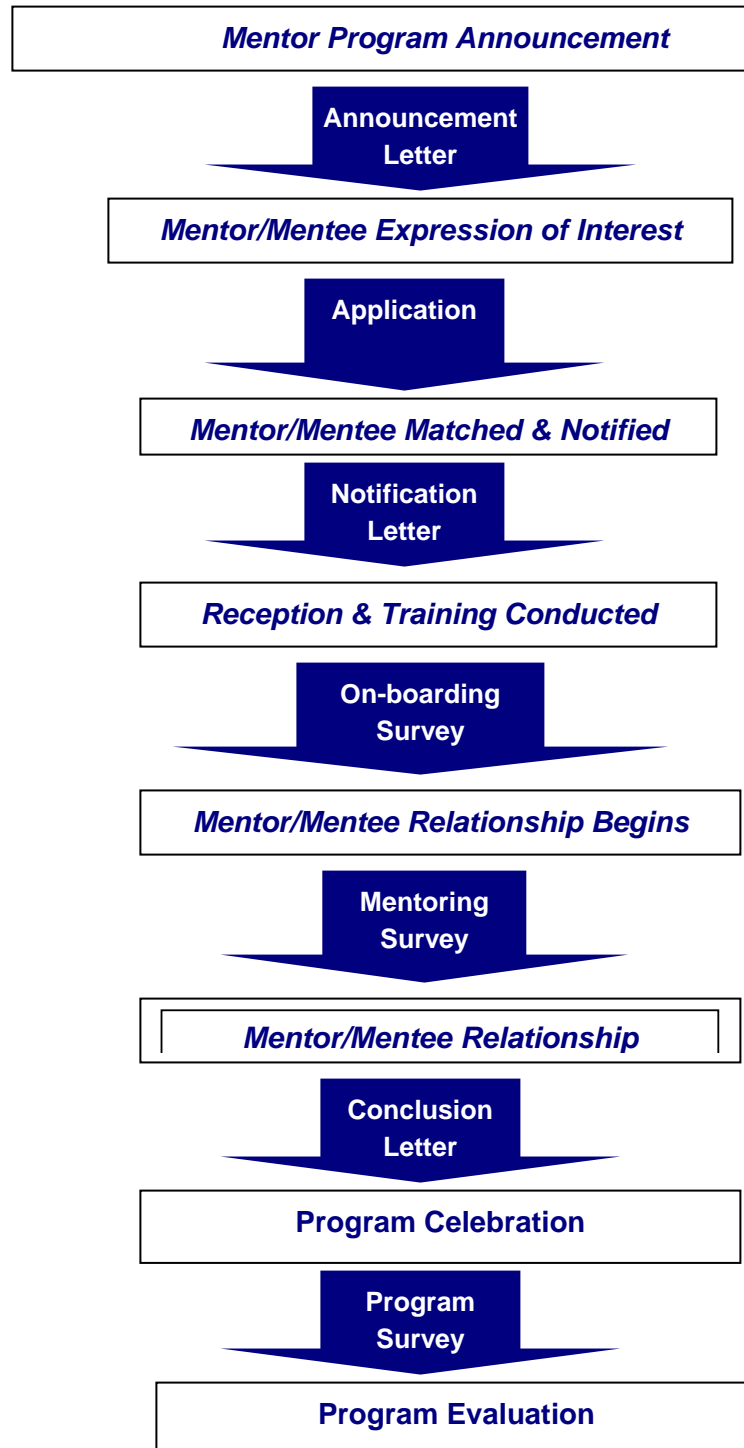 Mentor Program Announcement
Announcement
Letter
Mentor/Mentee Expression of Interest
Application
Mentor/Mentee Matched & Notified
Notification
Letter
Reception & Training Conducted
On-boarding
Survey
Mentor/Mentee Relationship Begins
Mentoring
Survey
Mentor/Mentee Relationship
Conclusion
Letter
Program Celebration
Program
Survey
Program Evaluation